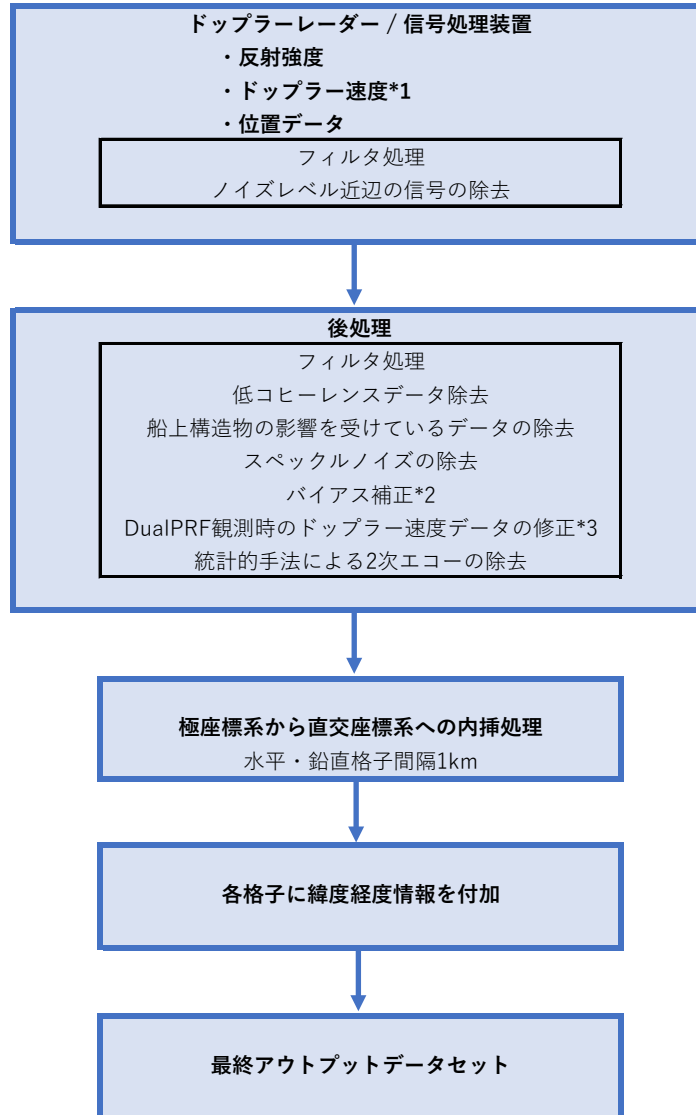 ドップラーレーダー / 信号処理装置
・反射強度
・ドップラー速度*1
・位置データ
フィルタ処理
ノイズレベル近辺の信号の除去
後処理
フィルタ処理
低コヒーレンスデータ除去
船上構造物の影響を受けているデータの除去
スペックルノイズの除去
バイアス補正*2
DualPRF観測時のドップラー速度データの修正*3
統計的手法による2次エコーの除去
極座標系から直交座標系への内挿処理
水平・鉛直格子間隔1km
各格子に緯度経度情報を付加
最終アウトプットデータセット